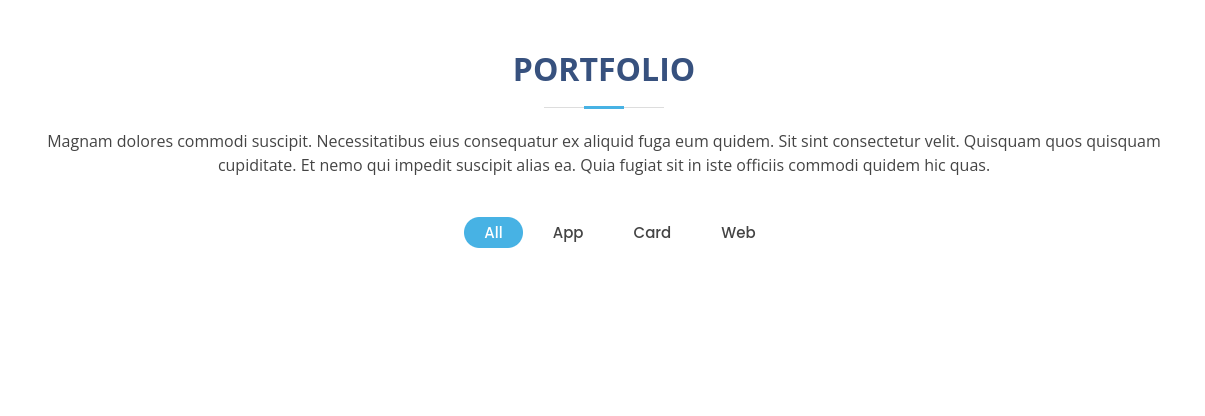 PORTFOLIO
Magnam dolores commodi suscipit. Necessitatibus eius consequatur ex aliquid fuga eum quidem. Sit sint consectetur velit. Quisquam quos quisquam
cupiditate. Et nemo qui impedit suscipit alias ea. Quia fugiat sit in iste officiis commodi quidem hic quas.
All App Card Web